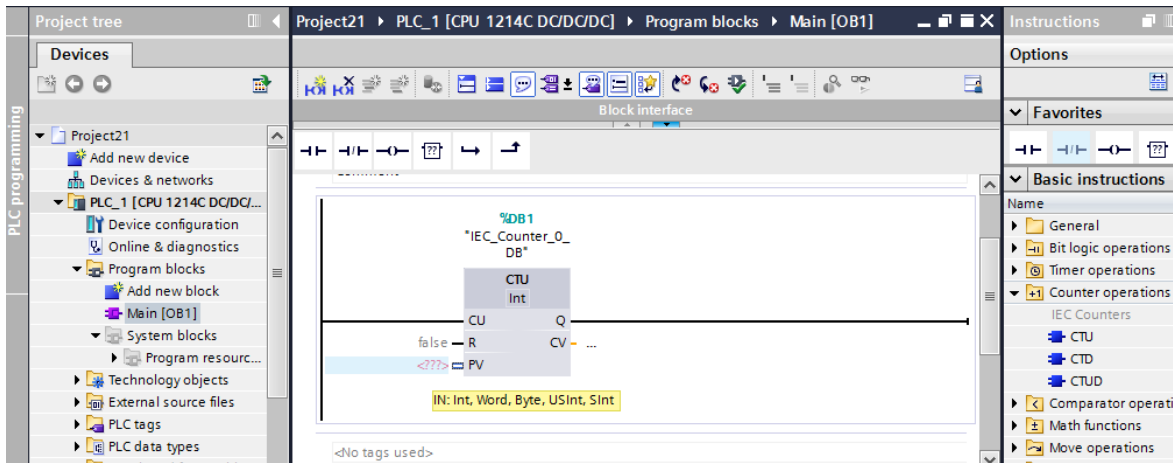 Project tree
Project21 ▸ PLC_1 [CPU 1214C DC/DC/DC] ▸ Program blocks ▸ Main [OB1]
Instructions
Devices
Options
PLC programming
Block interface
Favorites
Project21
Add new device
Devices & networks
PLC_1 [CPU 1214C DC/DC/...
Device configuration
Online & diagnostics
Program blocks
Add new block
Main [OB1]
System blocks
Program resourc...
Technology objects
External source files
PLC tags
PLC data types
??
%DB1
"IEC_Counter_0_
DB"
CTU
Int
CU Q
false R CV ...
<???> PV
IN: Int, Word, Byte, USInt, SInt
<No tags used>
??
Basic instructions
Name
General
Bit logic operations
Timer operations
Counter operations
IEC Counters
CTU
CTD
CTUD
Comparator operati
Math functions
Move operations